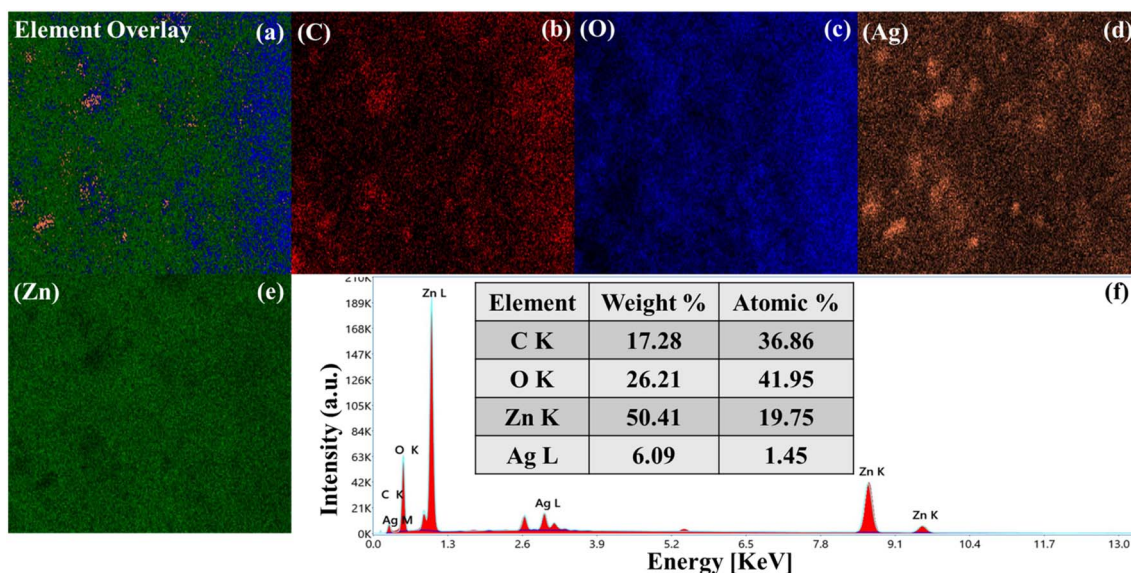 Element Overlay (a)
(C) (b)
(O) (c)
(Ag) (d)
(Zn) (e)
(f)
210K
189K
168K
147K
126K
105K
84K
63K
42K
21K
0K
Intensity (a.u.)
Zn L
O K
C K
Ag M
Ag L
Zn K
Zn K
Element Weight % Atomic %
C K 17.28 36.86
O K 26.21 41.95
Zn K 50.41 19.75
Ag L 6.09 1.45
0.0 1.3 2.6 3.9 5.2 6.5 7.8 9.1 10.4 11.7 13.0
Energy [KeV]